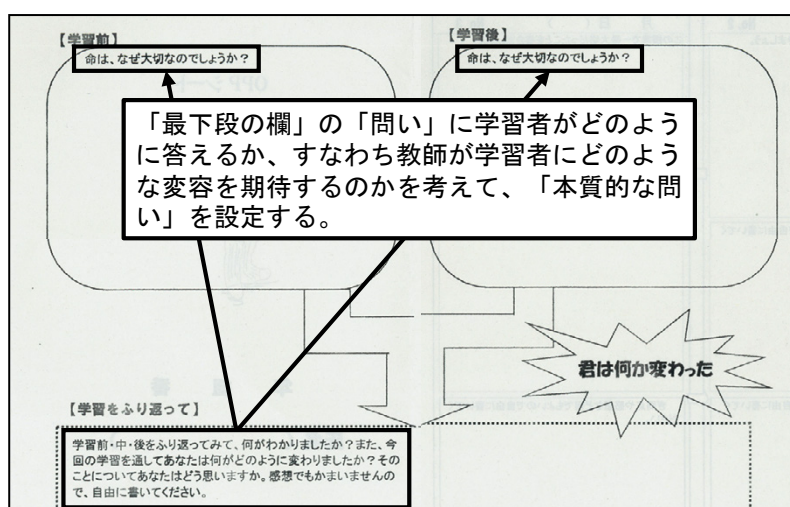 【学習前】
命は、なぜ大切なのでしょうか？
【学習後】
命は、なぜ大切なのでしょうか？
「最下段の欄」の「問い」に学習者がどのよう
に答えるか、すなわち教師が学習者にどのよう
な変容を期待するのかを考えて、「本質的な問
い」を設定する。
君は何か変わった
【学習をふり返って】
学習前・中・後をふり返ってみて、何がわかりましたか？また、今
回の学習を通してあなたは何がどのように変わりましたか？その
ことについてあなたはどう思いますか。感想でもかまいませんの
で、自由に書いてください。